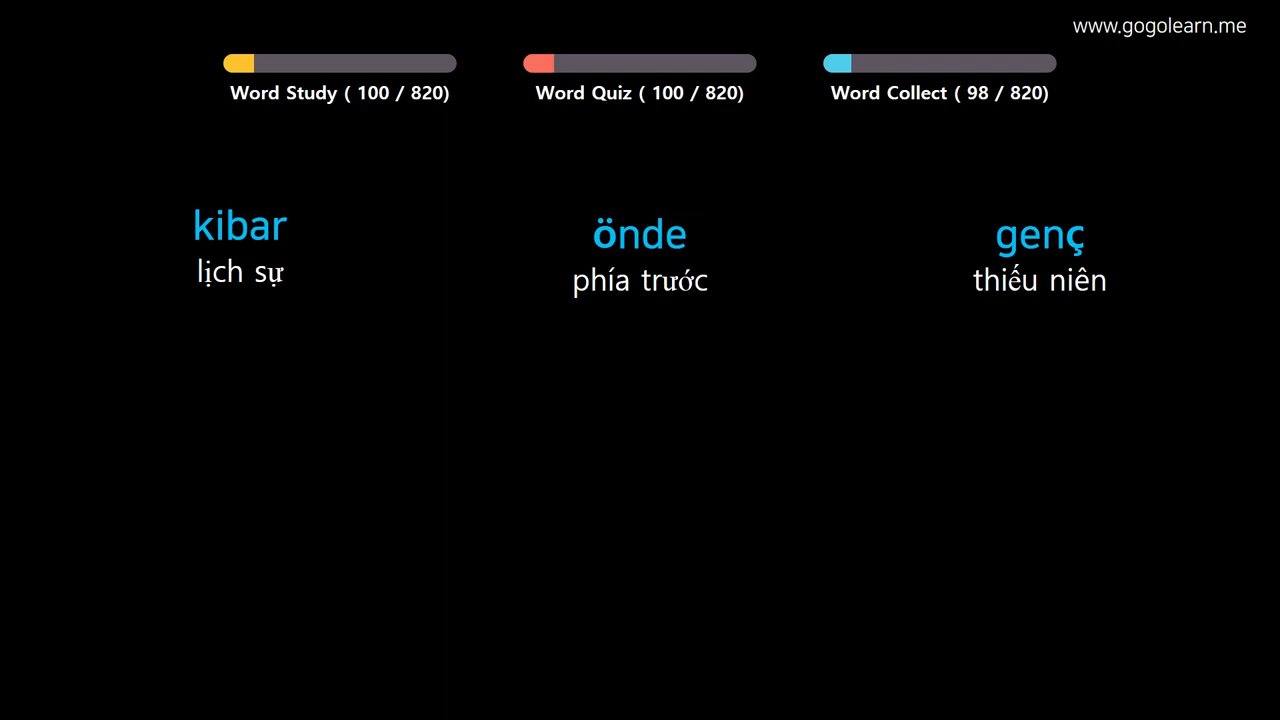 www.gogolearn.me
Word Study ( 100 / 820)
Word Quiz ( 100 / 820)
Word Collect ( 98 / 820)
kibar
lịch sự
önde
phía trước
genç
thiếu niên